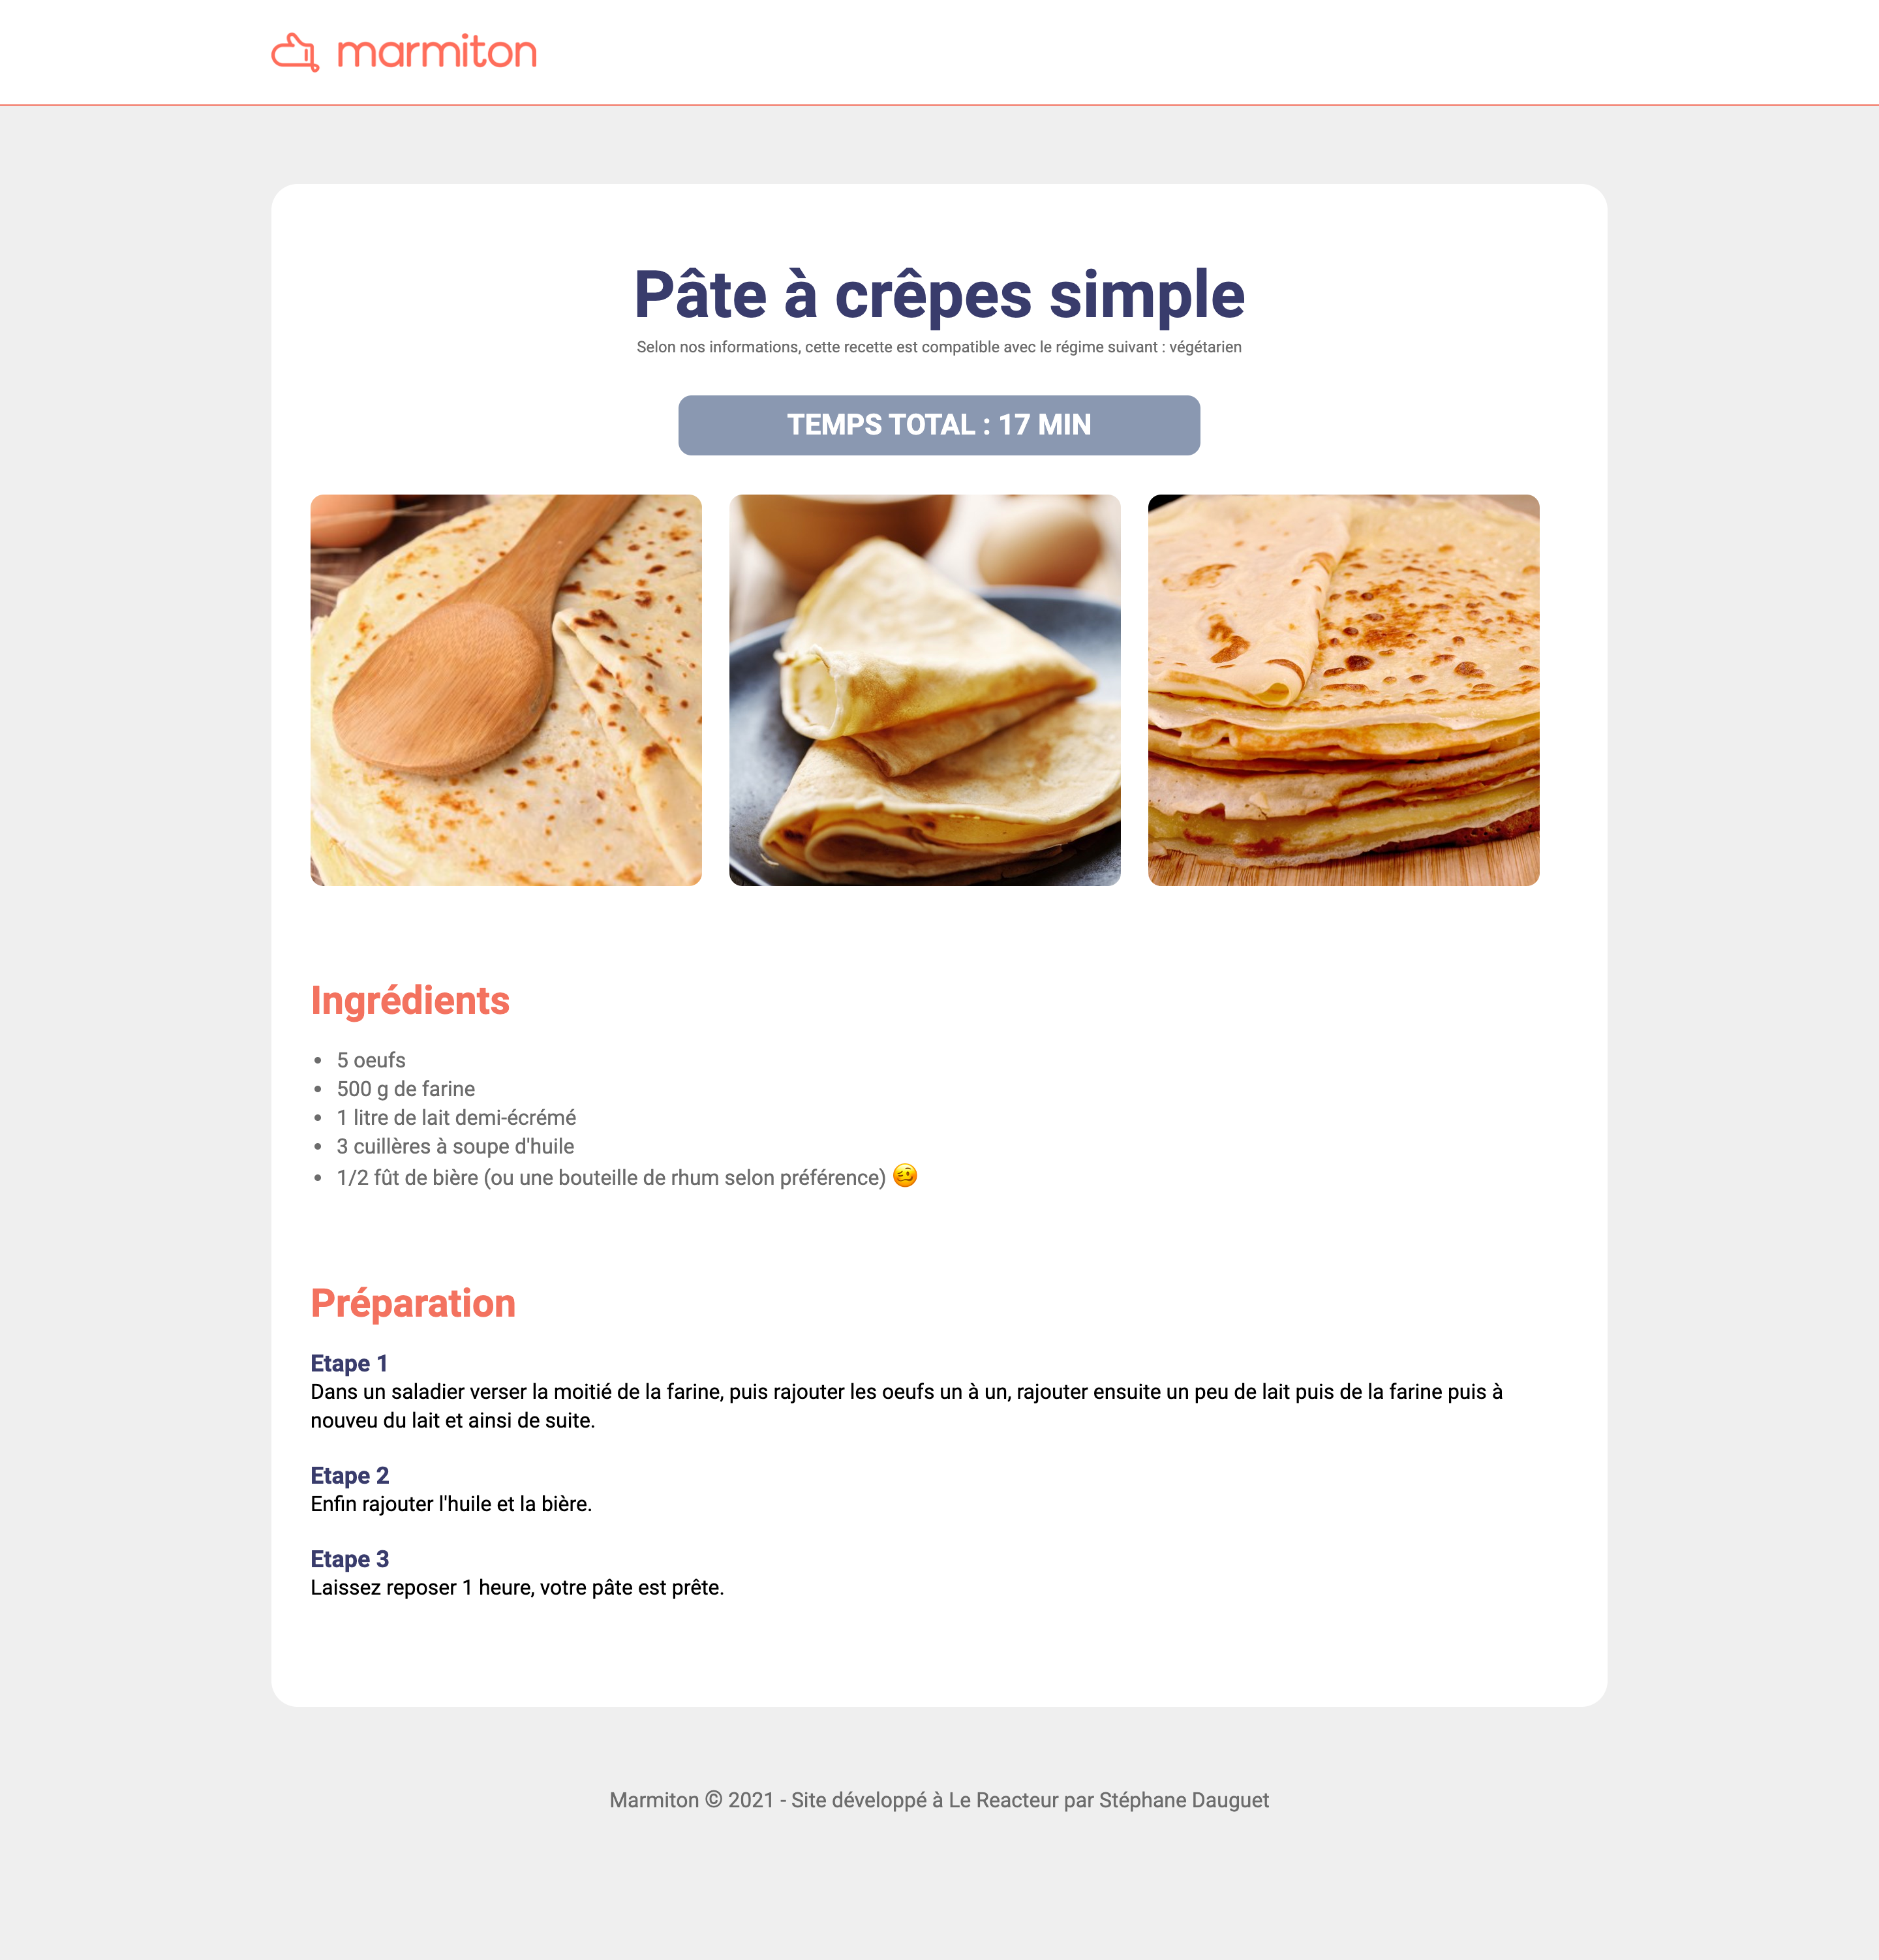 marmiton
Pâte à crêpes simple
Selon nos informations, cette recette est compatible avec le régime suivant : végétarien
TEMPS TOTAL : 17 MIN
Ingrédients
• 5 oeufs
• 500 g de farine
• 1 litre de lait demi-écrémé
• 3 cuillères à soupe d'huile
• 1/2 fût de bière (ou une bouteille de rhum selon préférence) 🥴
Préparation
Etape 1
Dans un saladier verser la moitié de la farine, puis rajouter les oeufs un à un, rajouter ensuite un peu de lait puis de la farine puis à
nouveu du lait et ainsi de suite.
Etape 2
Enfin rajouter l'huile et la bière.
Etape 3
Laissez reposer 1 heure, votre pâte est prête.
Marmiton © 2021 - Site développé à Le Reacteur par Stéphane Dauguet